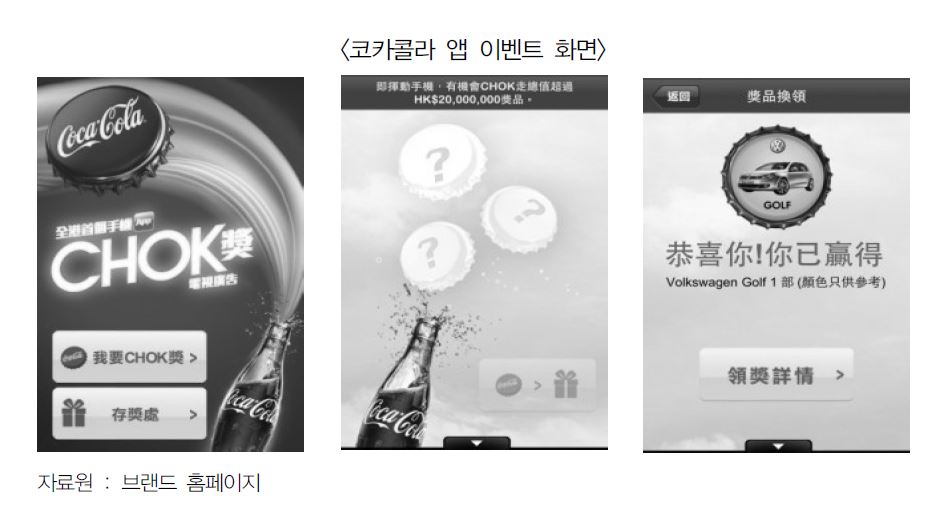 〈코카콜라 앱 이벤트 화면〉
Coca-Cola
全港首個手機App
CHOK獎
電視廣告
我要CHOK獎 >
存獎處 >
Coca-Cola
即揮動手機，有機會CHOK走總值超過
HK$20,000,000獎品。
?
?
?
>
Coca-Cola
返回
獎品換領
GOLF
恭喜你!你已贏得
Volkswagen Golf 1 部 (顏色只供參考)
領獎詳情 >
자료원 : 브랜드 홈페이지